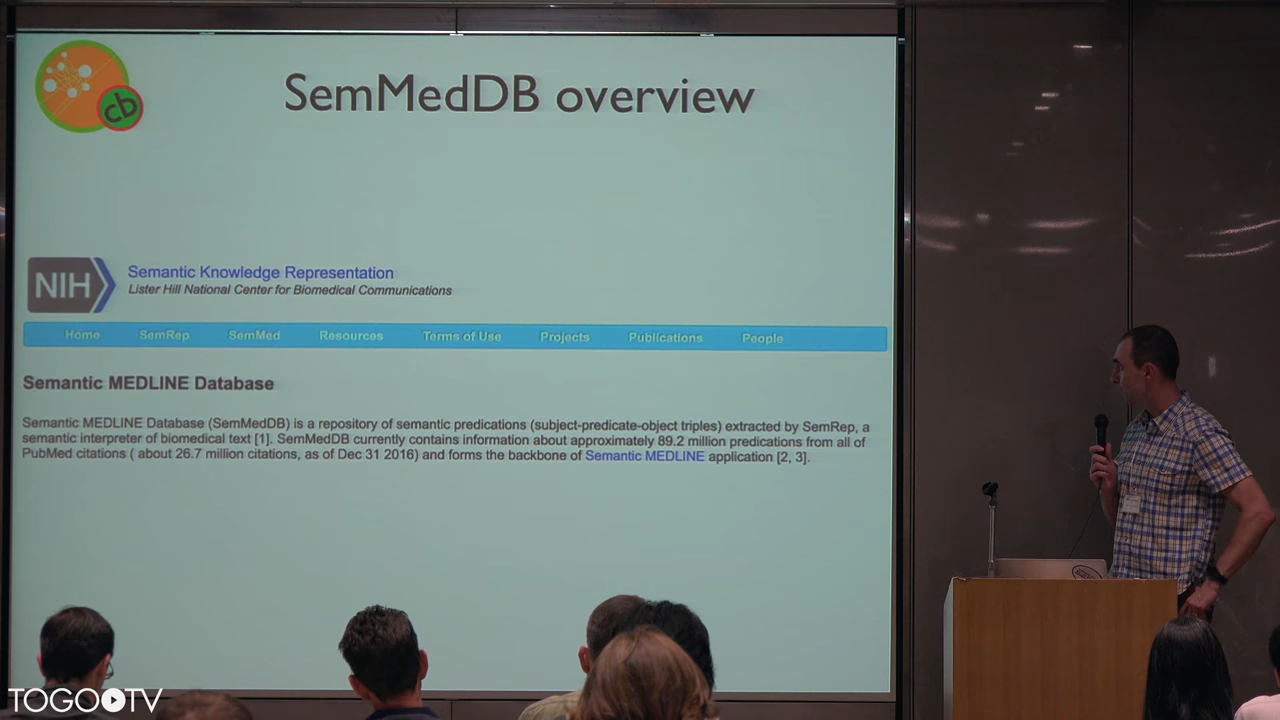 cb
SemMedDB overview
NIH
Semantic Knowledge Representation
Lister Hill National Center for Biomedical Communications
Home SemRep SemMed Resources Terms of Use Projects Publications People
Semantic MEDLINE Database
Semantic MEDLINE Database (SemMedDB) is a repository of semantic predications (subject-predicate-object triples) extracted by SemRep, a
semantic interpreter of biomedical text [1]. SemMedDB currently contains information about approximately 89.2 million predications from all of
PubMed citations ( about 26.7 million citations, as of Dec 31 2016) and forms the backbone of Semantic MEDLINE application [2, 3].
TOGO TV